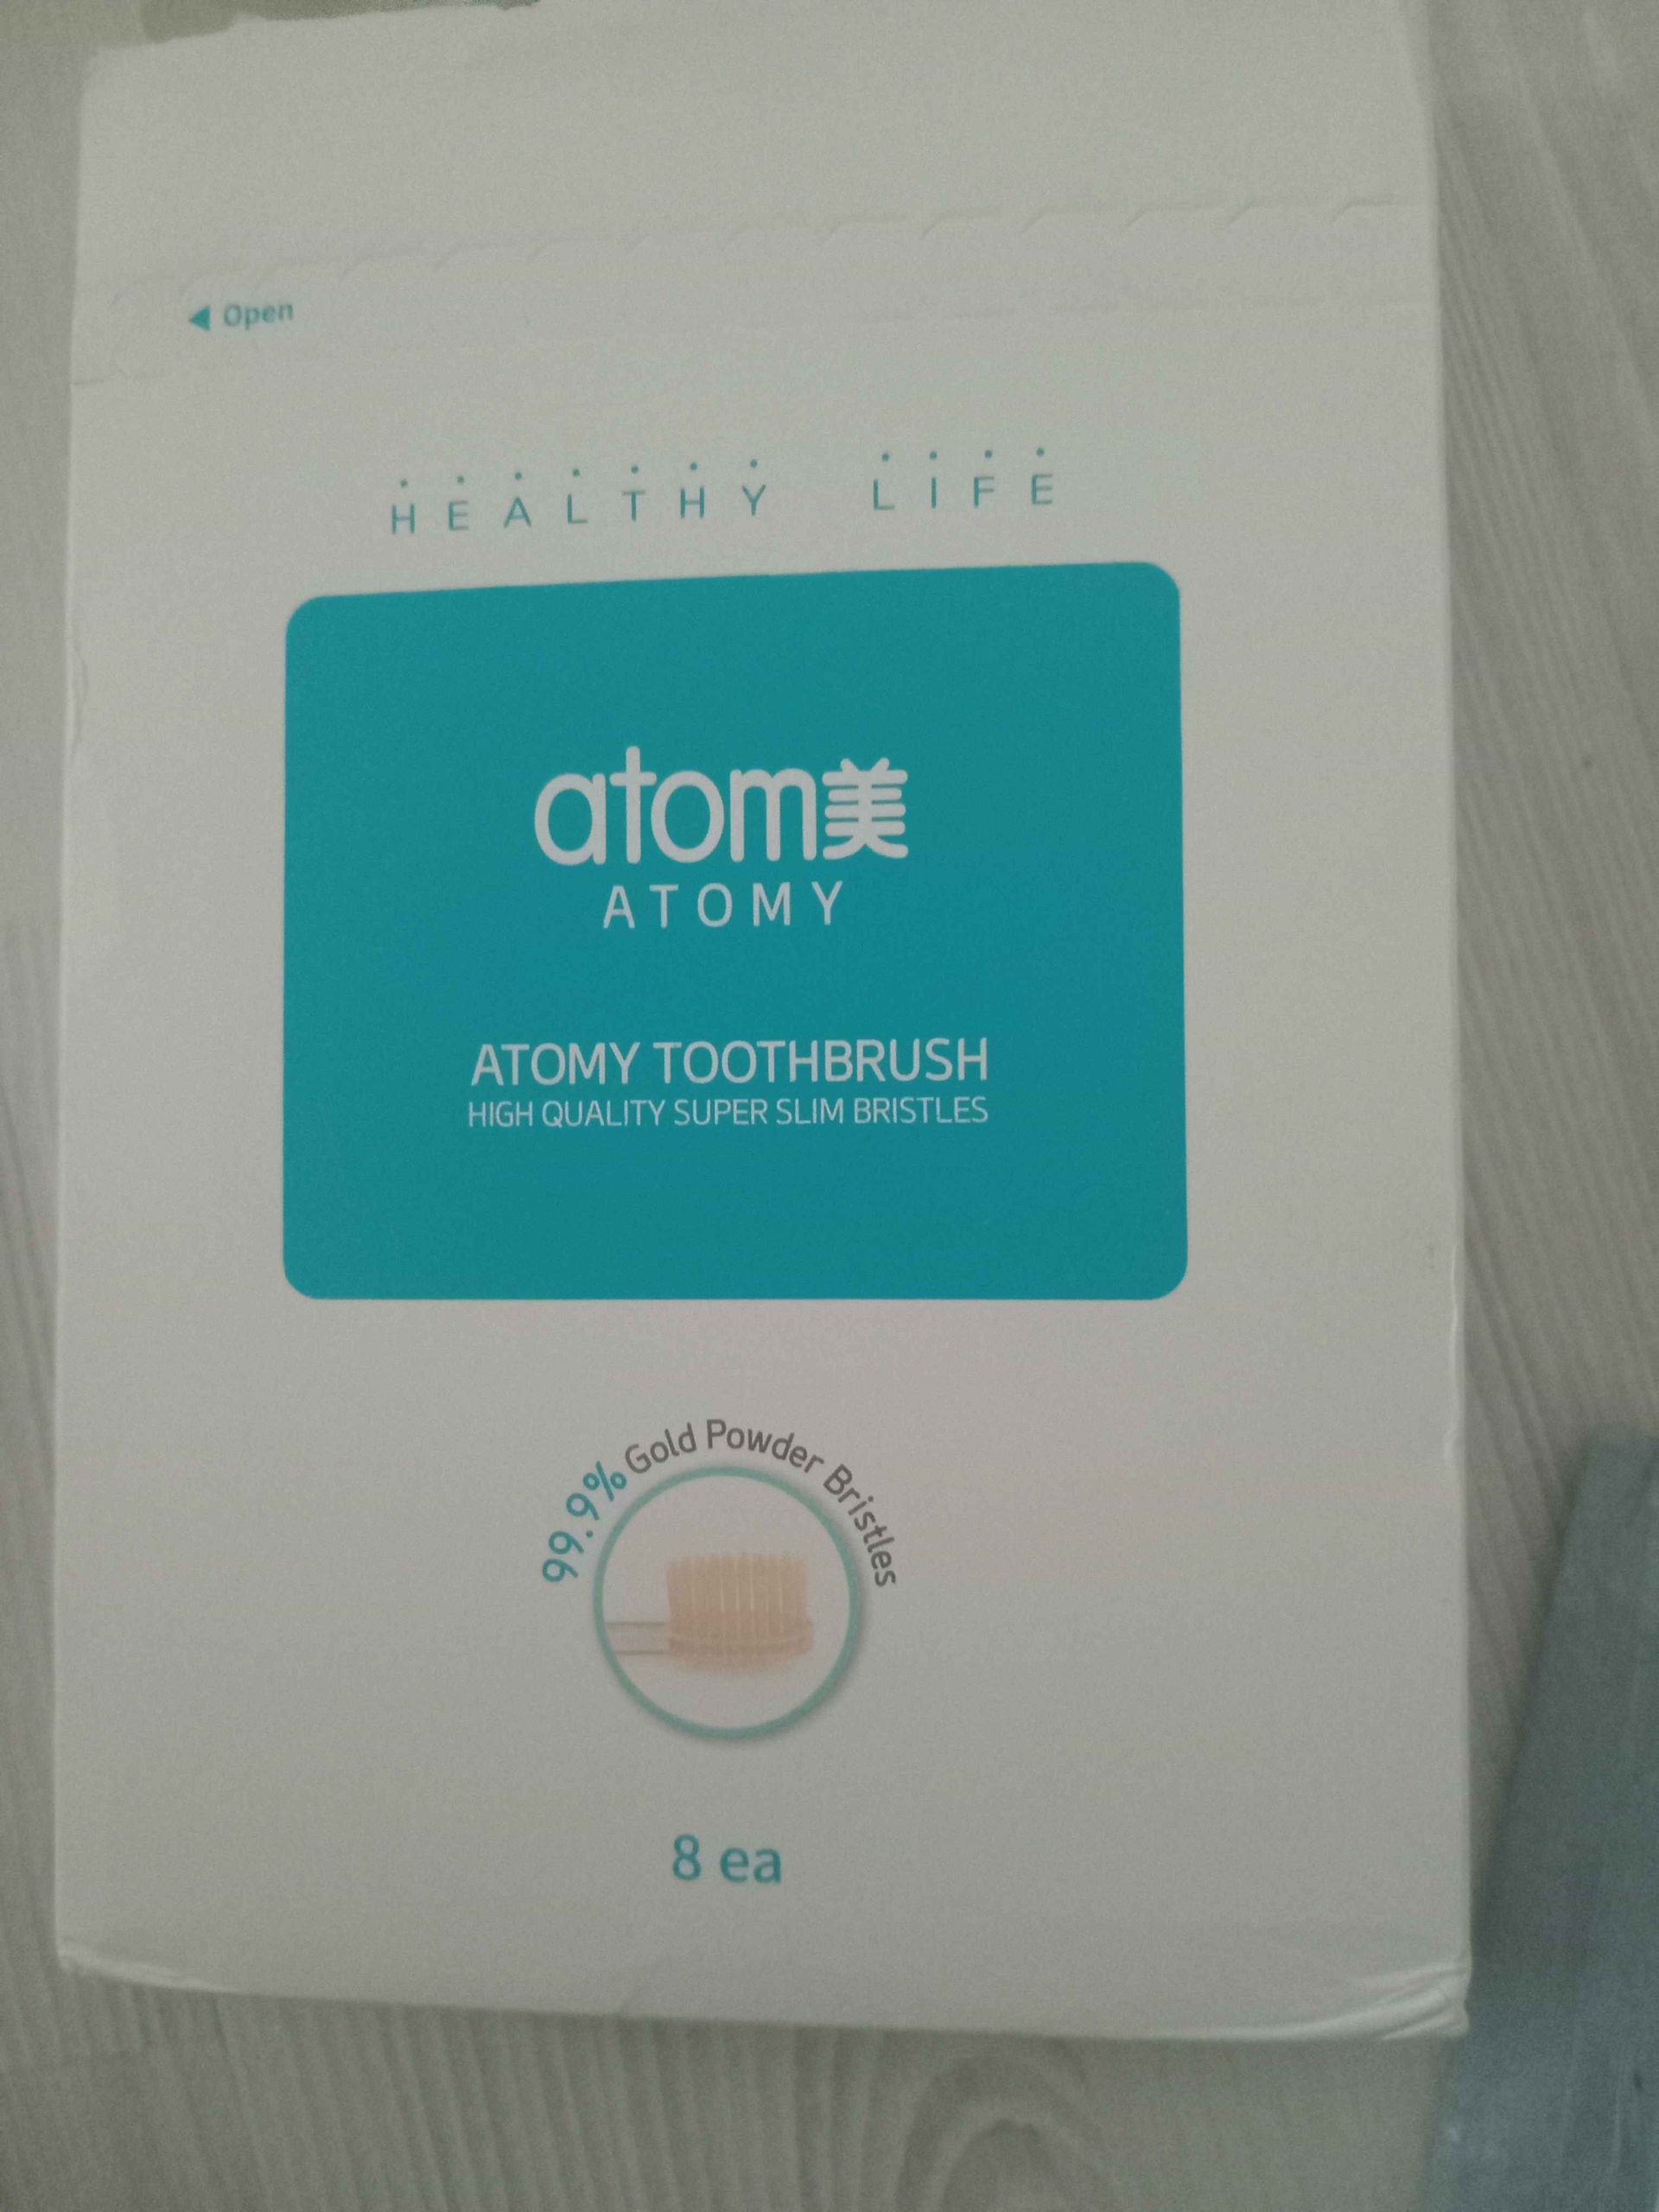 Open
HEALTHY LIFE
atom美
ATOMY
ATOMY TOOTHBRUSH
HIGH QUALITY SUPER SLIM BRISTLES
99.9% Gold Powder Bristles
8 ea